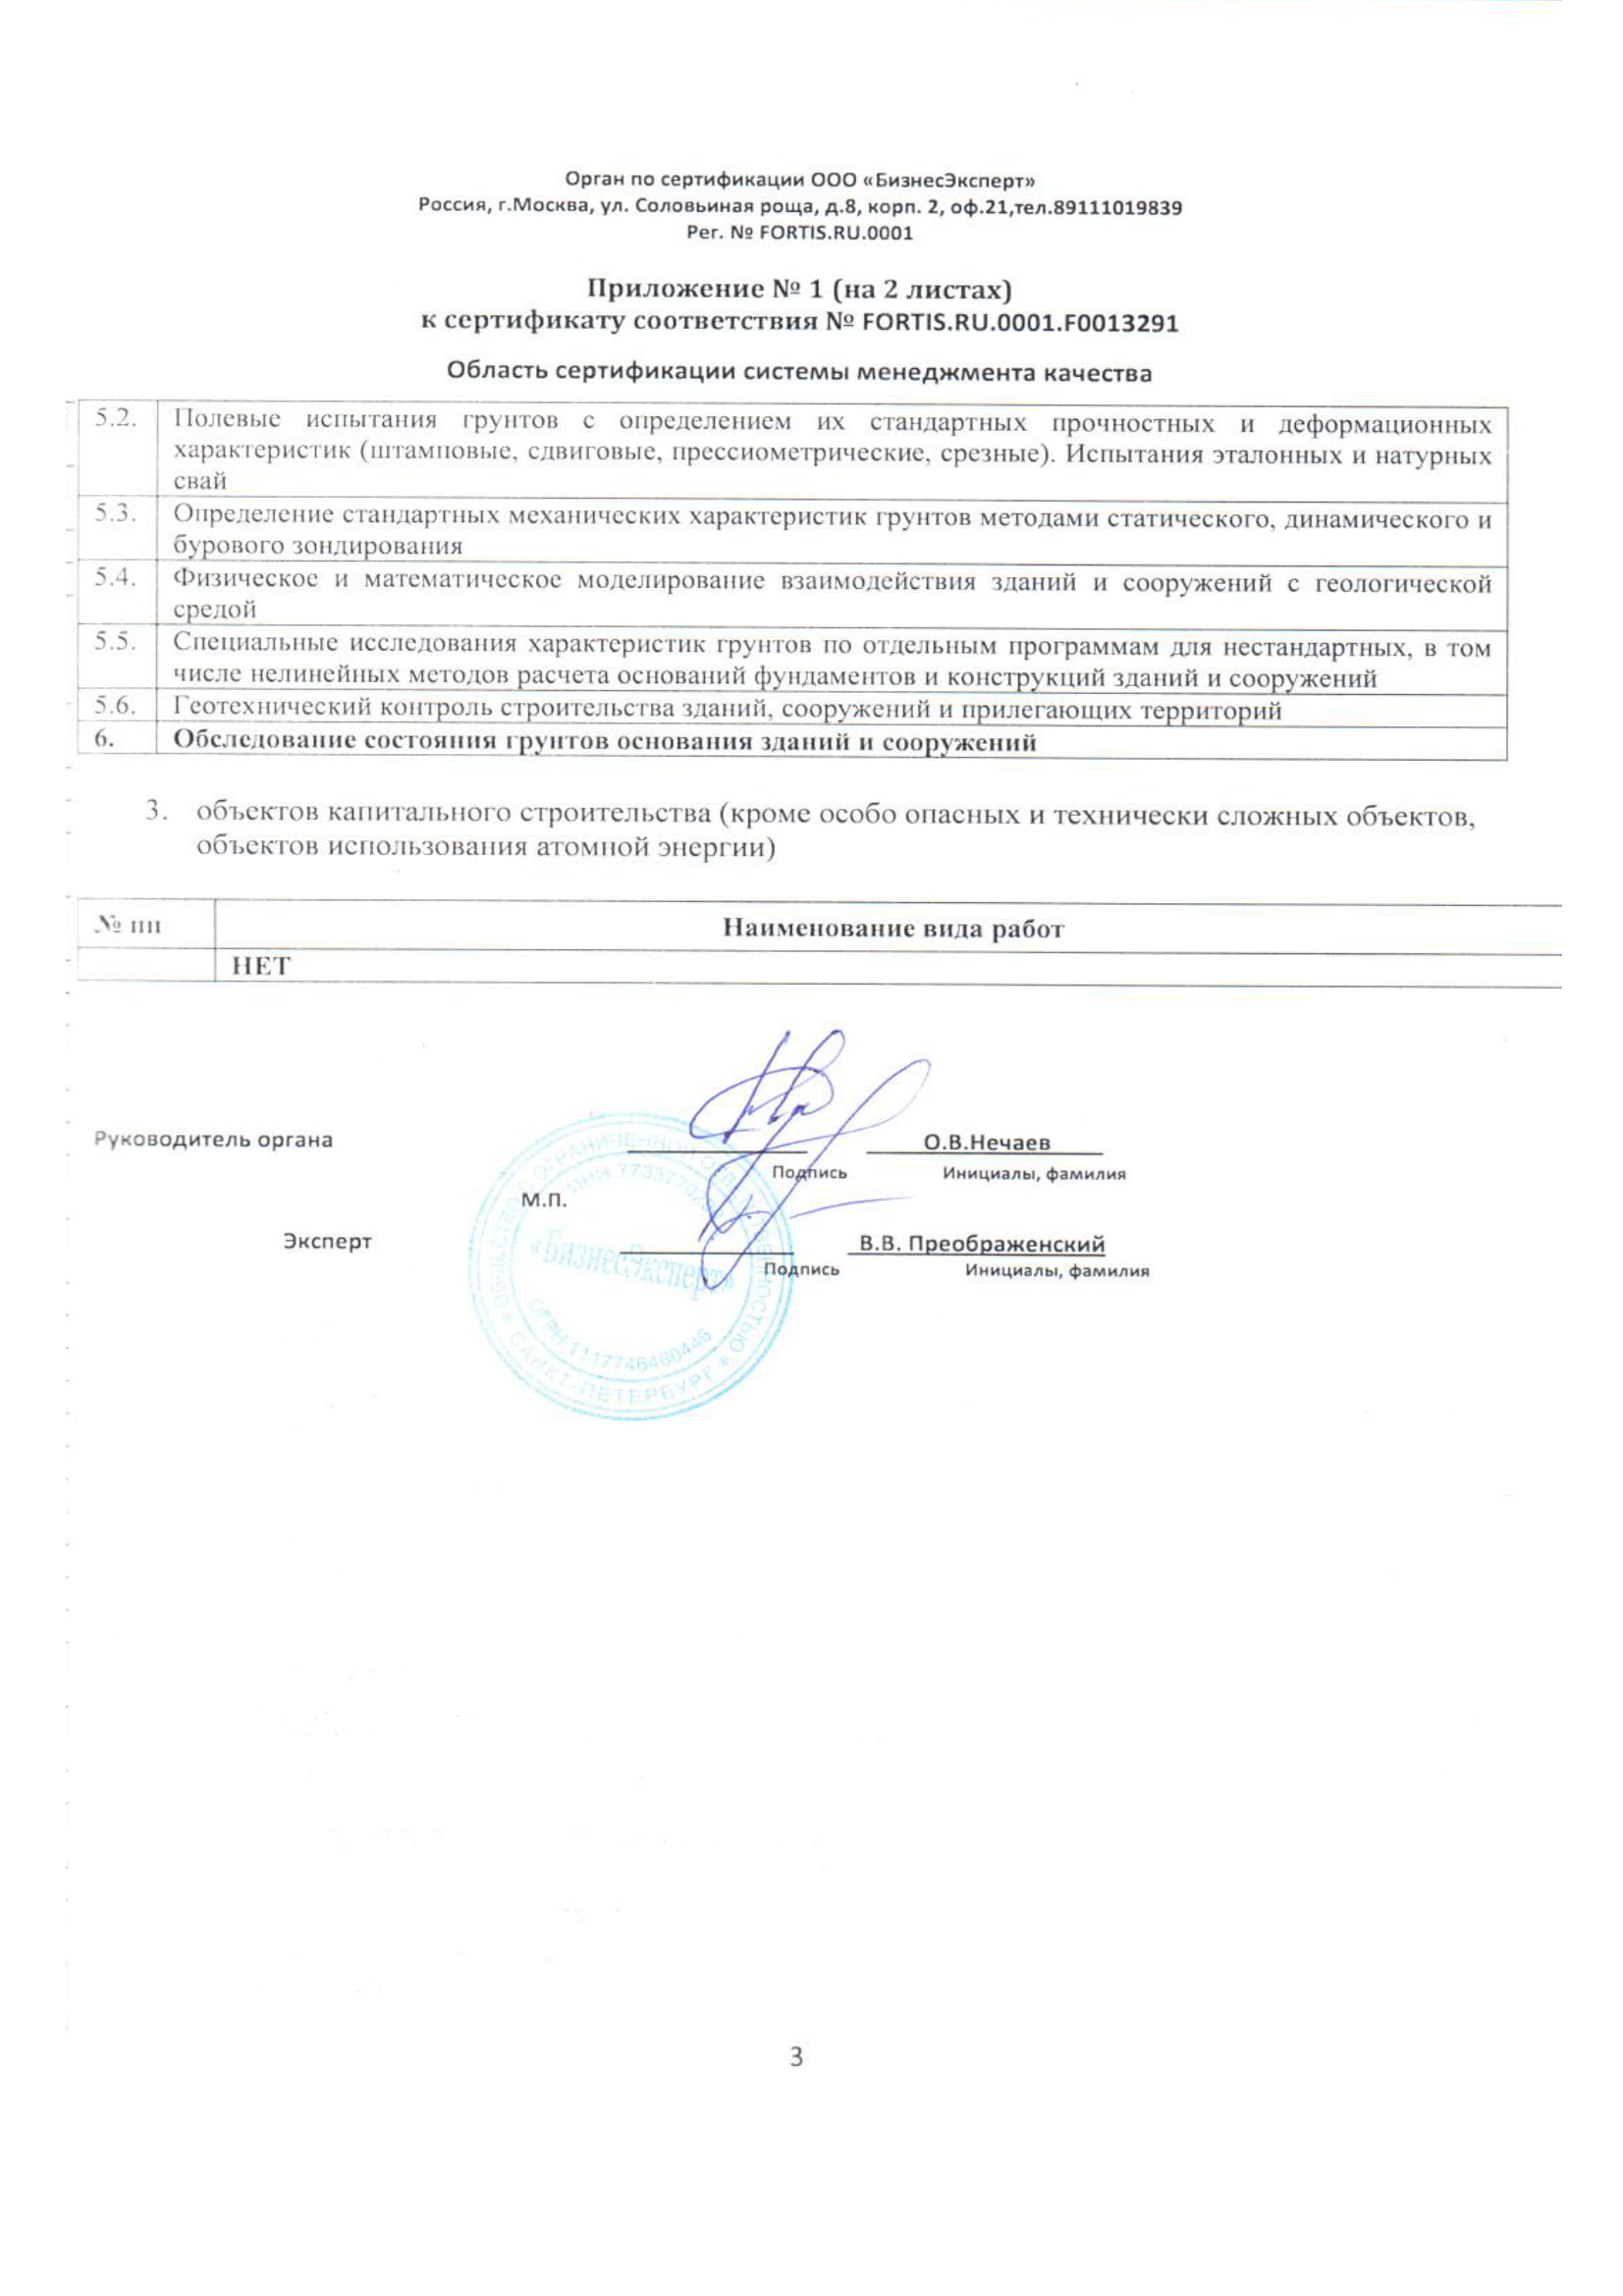 Орган по сертификации ООО «БизнесЭксперт»
Россия, г.Москва, ул. Соловьиная роща, д.8, корп. 2, оф.21,тел.89111019839
Рег. № FORTIS.RU.0001
Приложение № 1 (на 2 листах)
к сертификату соответствия № FORTIS.RU.0001.F0013291
Область сертификации системы менеджмента качества
5.2. Полевые испытания грунтов с определением их стандартных прочностных и деформационных
характеристик (штамповые, сдвиговые, прессиометрические, срезные). Испытания эталонных и натурных
свай
5.3. Определение стандартных механических характеристик грунтов методами статического, динамического и
бурового зондирования
5.4. Физическое и математическое моделирование взаимодействия зданий и сооружений с геологической
средой
5.5. Специальные исследования характеристик грунтов по отдельным программам для нестандартных, в том
числе нелинейных методов расчета оснований фундаментов и конструкций зданий и сооружений
5.6. Геотехнический контроль строительства зданий, сооружений и прилегающих территорий
6. Обследование состояния грунтов основания зданий и сооружений
3. объектов капитального строительства (кроме особо опасных и технически сложных объектов,
объектов использования атомной энергии)
№ пп Наименование вида работ
НЕТ
Руководитель органа О.В.Нечаев
Подпись Инициалы, фамилия
М.П.
Эксперт В.В. Преображенский
Подпись Инициалы, фамилия
«БизнесЭксперт»
ОГРН 1117746460446
САНКТ-ПЕТЕРБУРГ
3